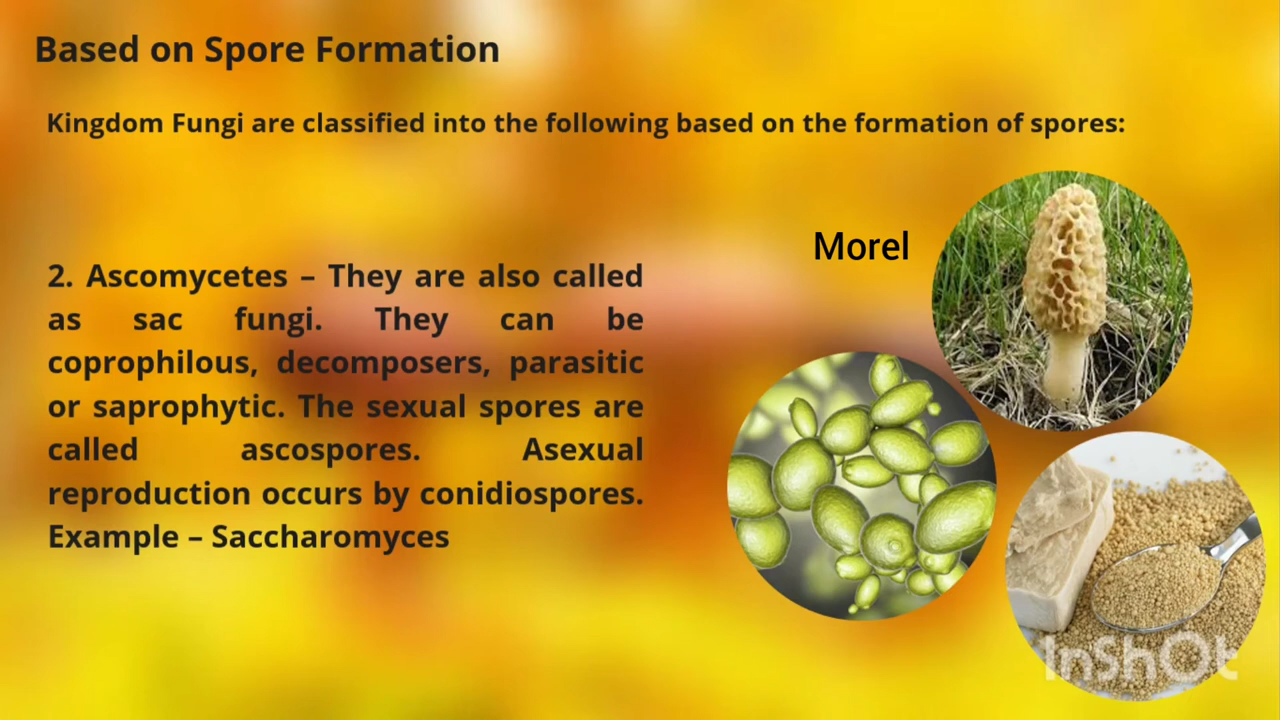 Based on Spore Formation
Kingdom Fungi are classified into the following based on the formation of spores:
Morel
2. Ascomycetes – They are also called
as sac fungi. They can be
coprophilous, decomposers, parasitic
or saprophytic. The sexual spores are
called ascospores. Asexual
reproduction occurs by conidiospores.
Example – Saccharomyces
InShOt